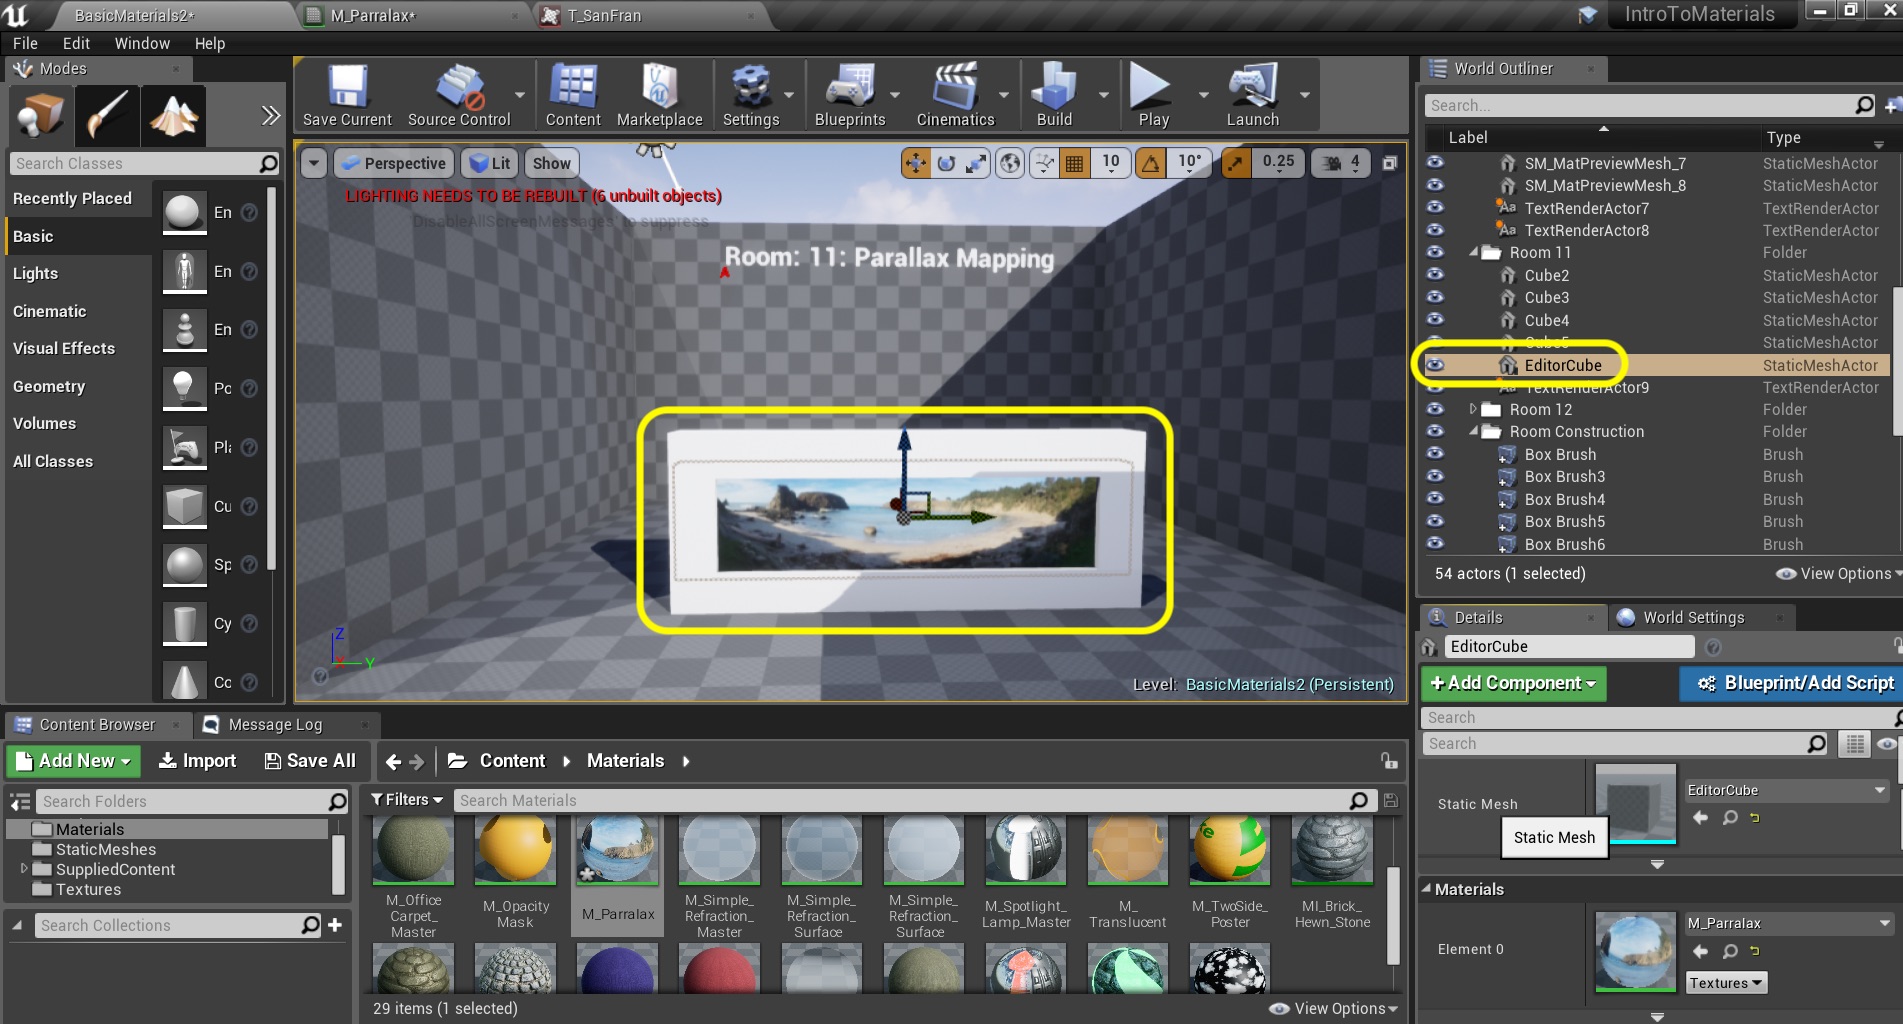 BasicMaterials2*
M_Parralax*
T_SanFran
IntroToMaterials
File Edit Window Help
Modes
Save Current
Source Control
Content
Marketplace
Settings
Blueprints
Cinematics
Build
Play
Launch
Search Classes
Recently Placed
Basic
Lights
Cinematic
Visual Effects
Geometry
Volumes
All Classes
En
En
En
Po
Pla
Cu
Sp
Cy
Co
Perspective
Lit
Show
10
10°
0.25
4
LIGHTING NEEDS TO BE REBUILT (6 unbuilt objects)
'DisableAllScreenMessages' to suppress
Room: 11: Parallax Mapping
Z
X
Y
Level: BasicMaterials2 (Persistent)
World Outliner
Search...
Label Type
SM_MatPreviewMesh_7 StaticMeshActor
SM_MatPreviewMesh_8 StaticMeshActor
TextRenderActor7 TextRenderActor
TextRenderActor8 TextRenderActor
Room 11 Folder
Cube2 StaticMeshActor
Cube3 StaticMeshActor
Cube4 StaticMeshActor
Cube5 StaticMeshActor
EditorCube StaticMeshActor
TextRenderActor9 TextRenderActor
Room 12 Folder
Room Construction Folder
Box Brush Brush
Box Brush3 Brush
Box Brush4 Brush
Box Brush5 Brush
Box Brush6 Brush
54 actors (1 selected)
View Options
Details
World Settings
EditorCube
+Add Component
Blueprint/Add Script
Search
Search
Static Mesh
EditorCube
Static Mesh
Materials
Element 0
M_Parralax
Textures
Content Browser
Message Log
Add New
Import
Save All
Content
Materials
Search Folders
Materials
StaticMeshes
SuppliedContent
Textures
Search Collections
Filters
Search Materials
M_Office
Carpet_
Master
M_Opacity
Mask
M_Parralax
M_Simple_
Refraction_
Master
M_Simple_
Refraction_
Surface
M_Simple_
Refraction_
Surface
M_Spotlight_
Lamp_Master
M_
Translucent
M_TwoSide_
Poster
MI_Brick_
Hewn_Stone
29 items (1 selected)
View Options